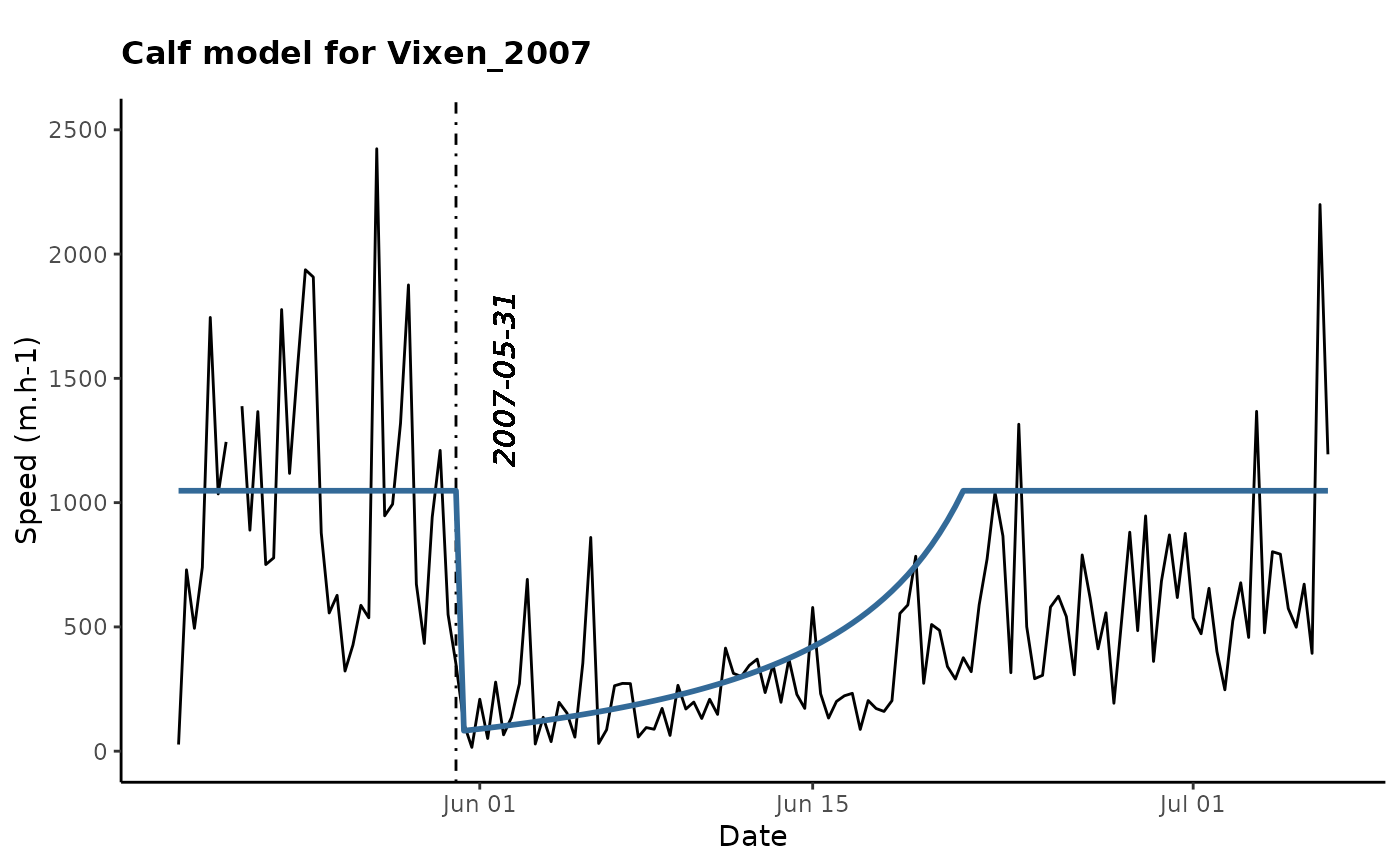 Calf model for Vixen_2007
Speed (m.h-1)
2500
2000
1500
1000
500
0
2007-05-31
Jun 01
Jun 15
Jul 01
Date